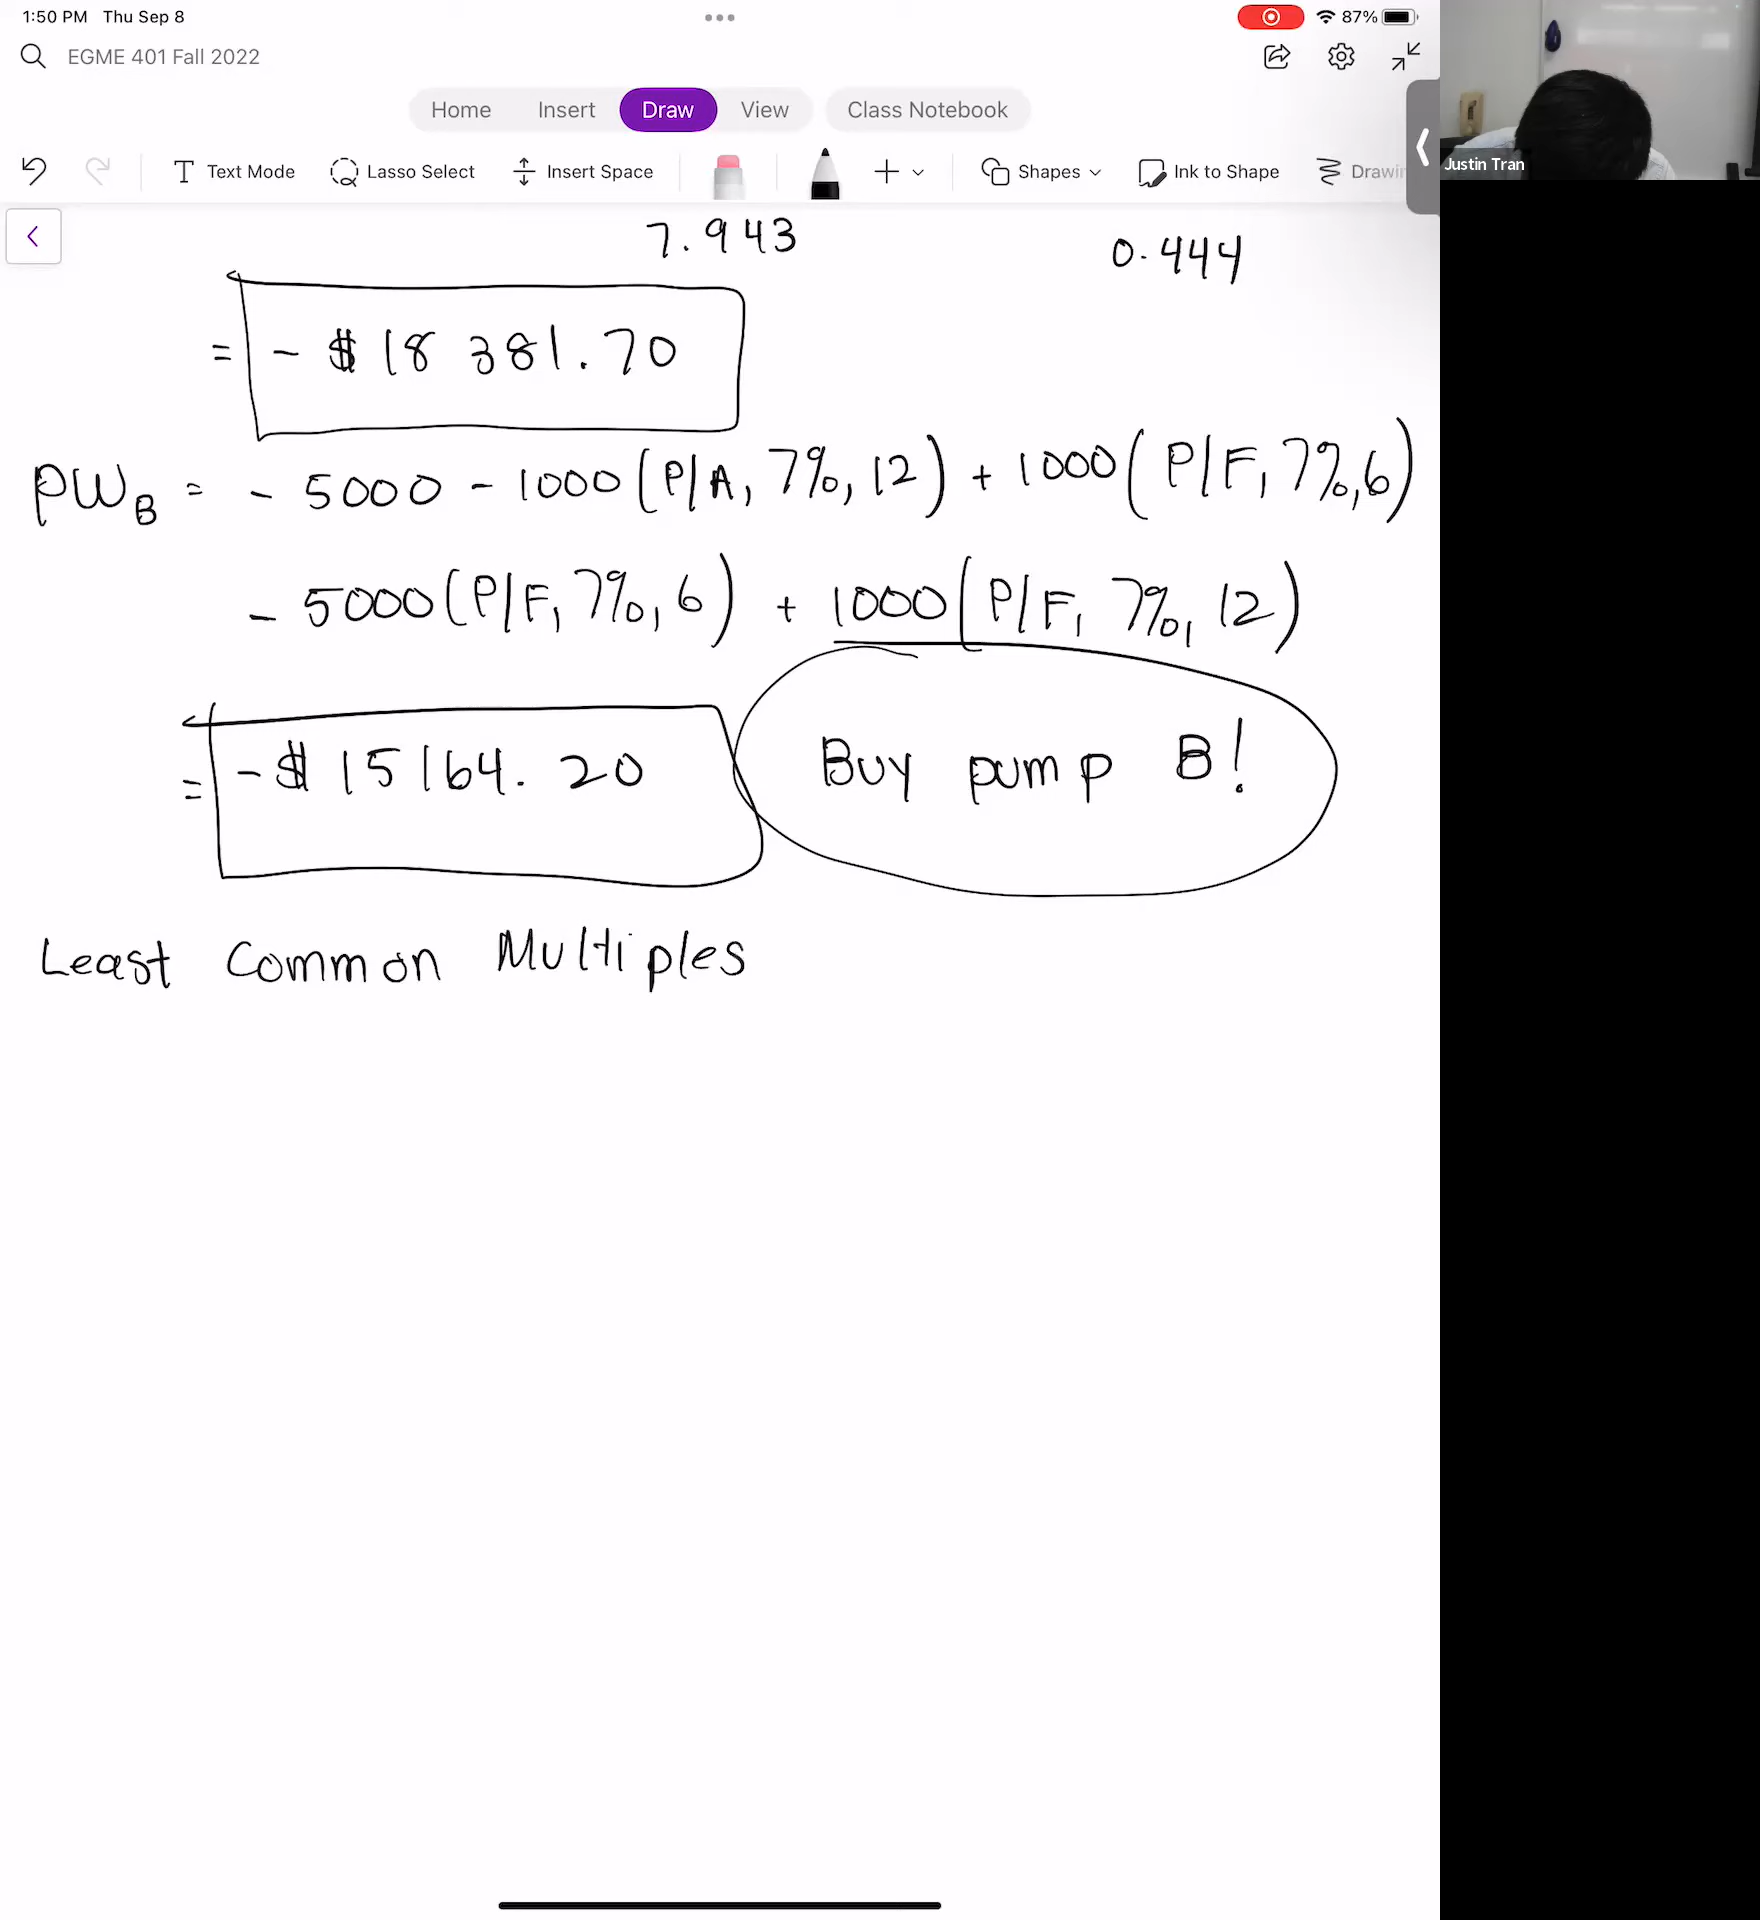 1:50 PM Thu Sep 8
87%
EGME 401 Fall 2022
Home Insert Draw View Class Notebook
Text Mode Lasso Select Insert Space Shapes Ink to Shape Drawi
Justin Tran
7.943 0.444
= - $ 18 381.70
PW_B = - 5000 - 1000 (P/A, 7%, 12) + 1000 (P/F, 7%, 6)
- 5000 (P/F, 7%, 6) + 1000 (P/F, 7%, 12)
= - $ 15164.20 Buy pump B!
Least Common Multiples